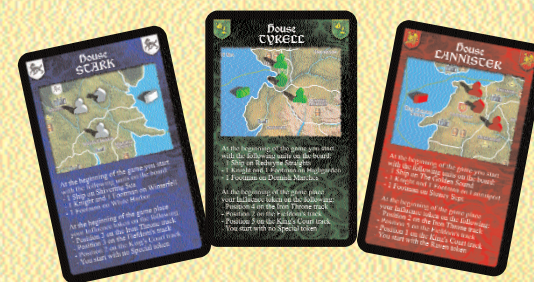 House
STARK
At the beginning of the game you start
with the following units on the board:
- 1 Ship on Shivering Sea
- 1 Knight and 1 Footman on Winterfell
- 1 Footman on White Harbor
At the beginning of the game place
your Influence token on the following:
- Position 3 on the Iron Throne track
- Position on the Fiefdoms track
- Position 2 on the King's Court track
- You start with no Special token
House
TYRELL
At the beginning of the game you start
with the following units on the board:
- 1 Ship on Redwyne Straights
- 1 Knight and 1 Footman on Highgarden
- 1 Footman on Dornish Marches
At the beginning of the game place
your Influence token on the following:
- Position 4 on the Iron Throne track
- Position 2 on the Fiefdoms track
- Position 5 on the King's Court track
- You start with no Special token
House
LANNISTER
At the beginning of the game you start
with the following units on the board:
- 1 Ship on The Golden Sound
- 1 Knight and 1 Footman on Lannisport
- 1 Footman on Stoney Sept
At the beginning of the game place
your Influence token on the following:
- Position 2 on the Iron Throne track
- Position on the Fiefdoms track
- Position 1 on the King's Court track
- You start with the Raven token